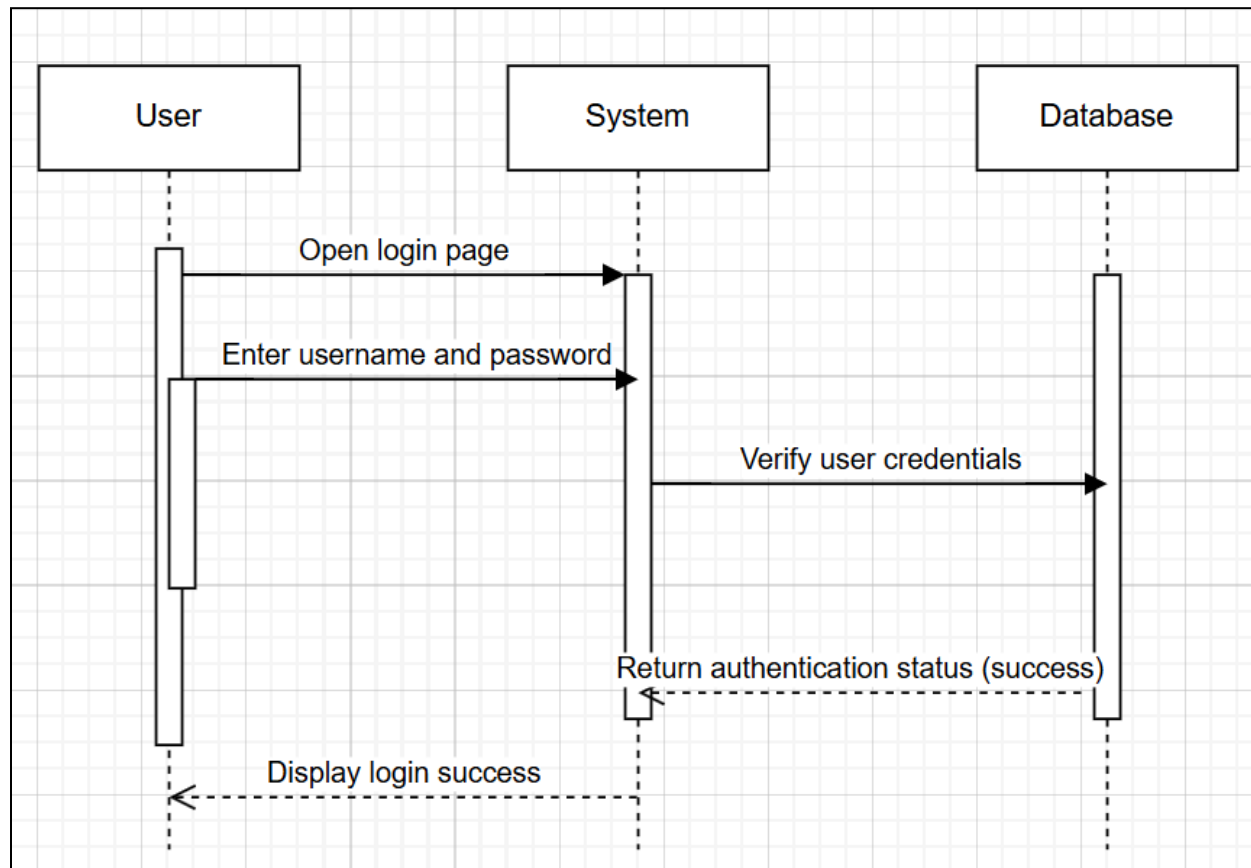 User
System
Database
Open login page
Enter username and password
Verify user credentials
Return authentication status (success)
Display login success